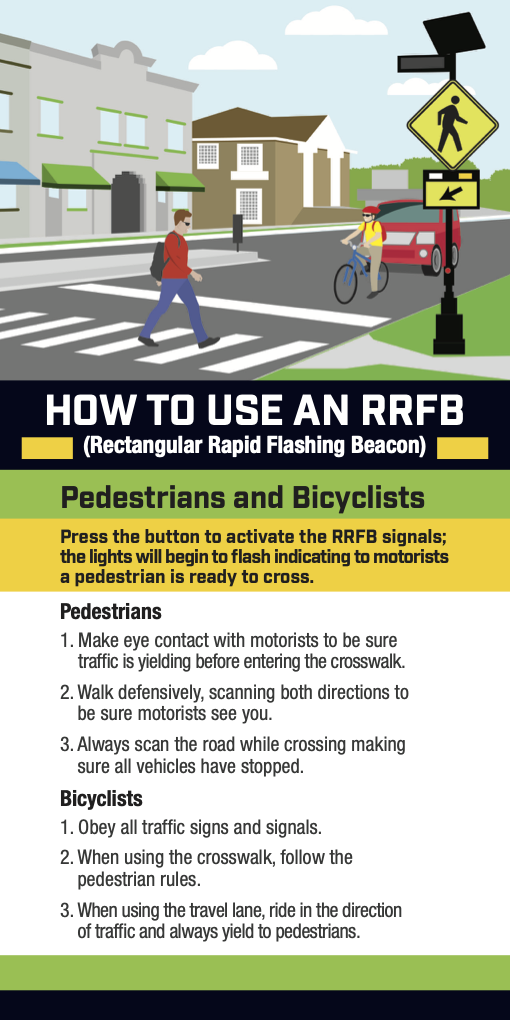 HOW TO USE AN RRFB
(Rectangular Rapid Flashing Beacon)
Pedestrians and Bicyclists
Press the button to activate the RRFB signals;
the lights will begin to flash indicating to motorists
a pedestrian is ready to cross.
Pedestrians
1. Make eye contact with motorists to be sure
traffic is yielding before entering the crosswalk.
2. Walk defensively, scanning both directions to
be sure motorists see you.
3. Always scan the road while crossing making
sure all vehicles have stopped.
Bicyclists
1. Obey all traffic signs and signals.
2. When using the crosswalk, follow the
pedestrian rules.
3. When using the travel lane, ride in the direction
of traffic and always yield to pedestrians.